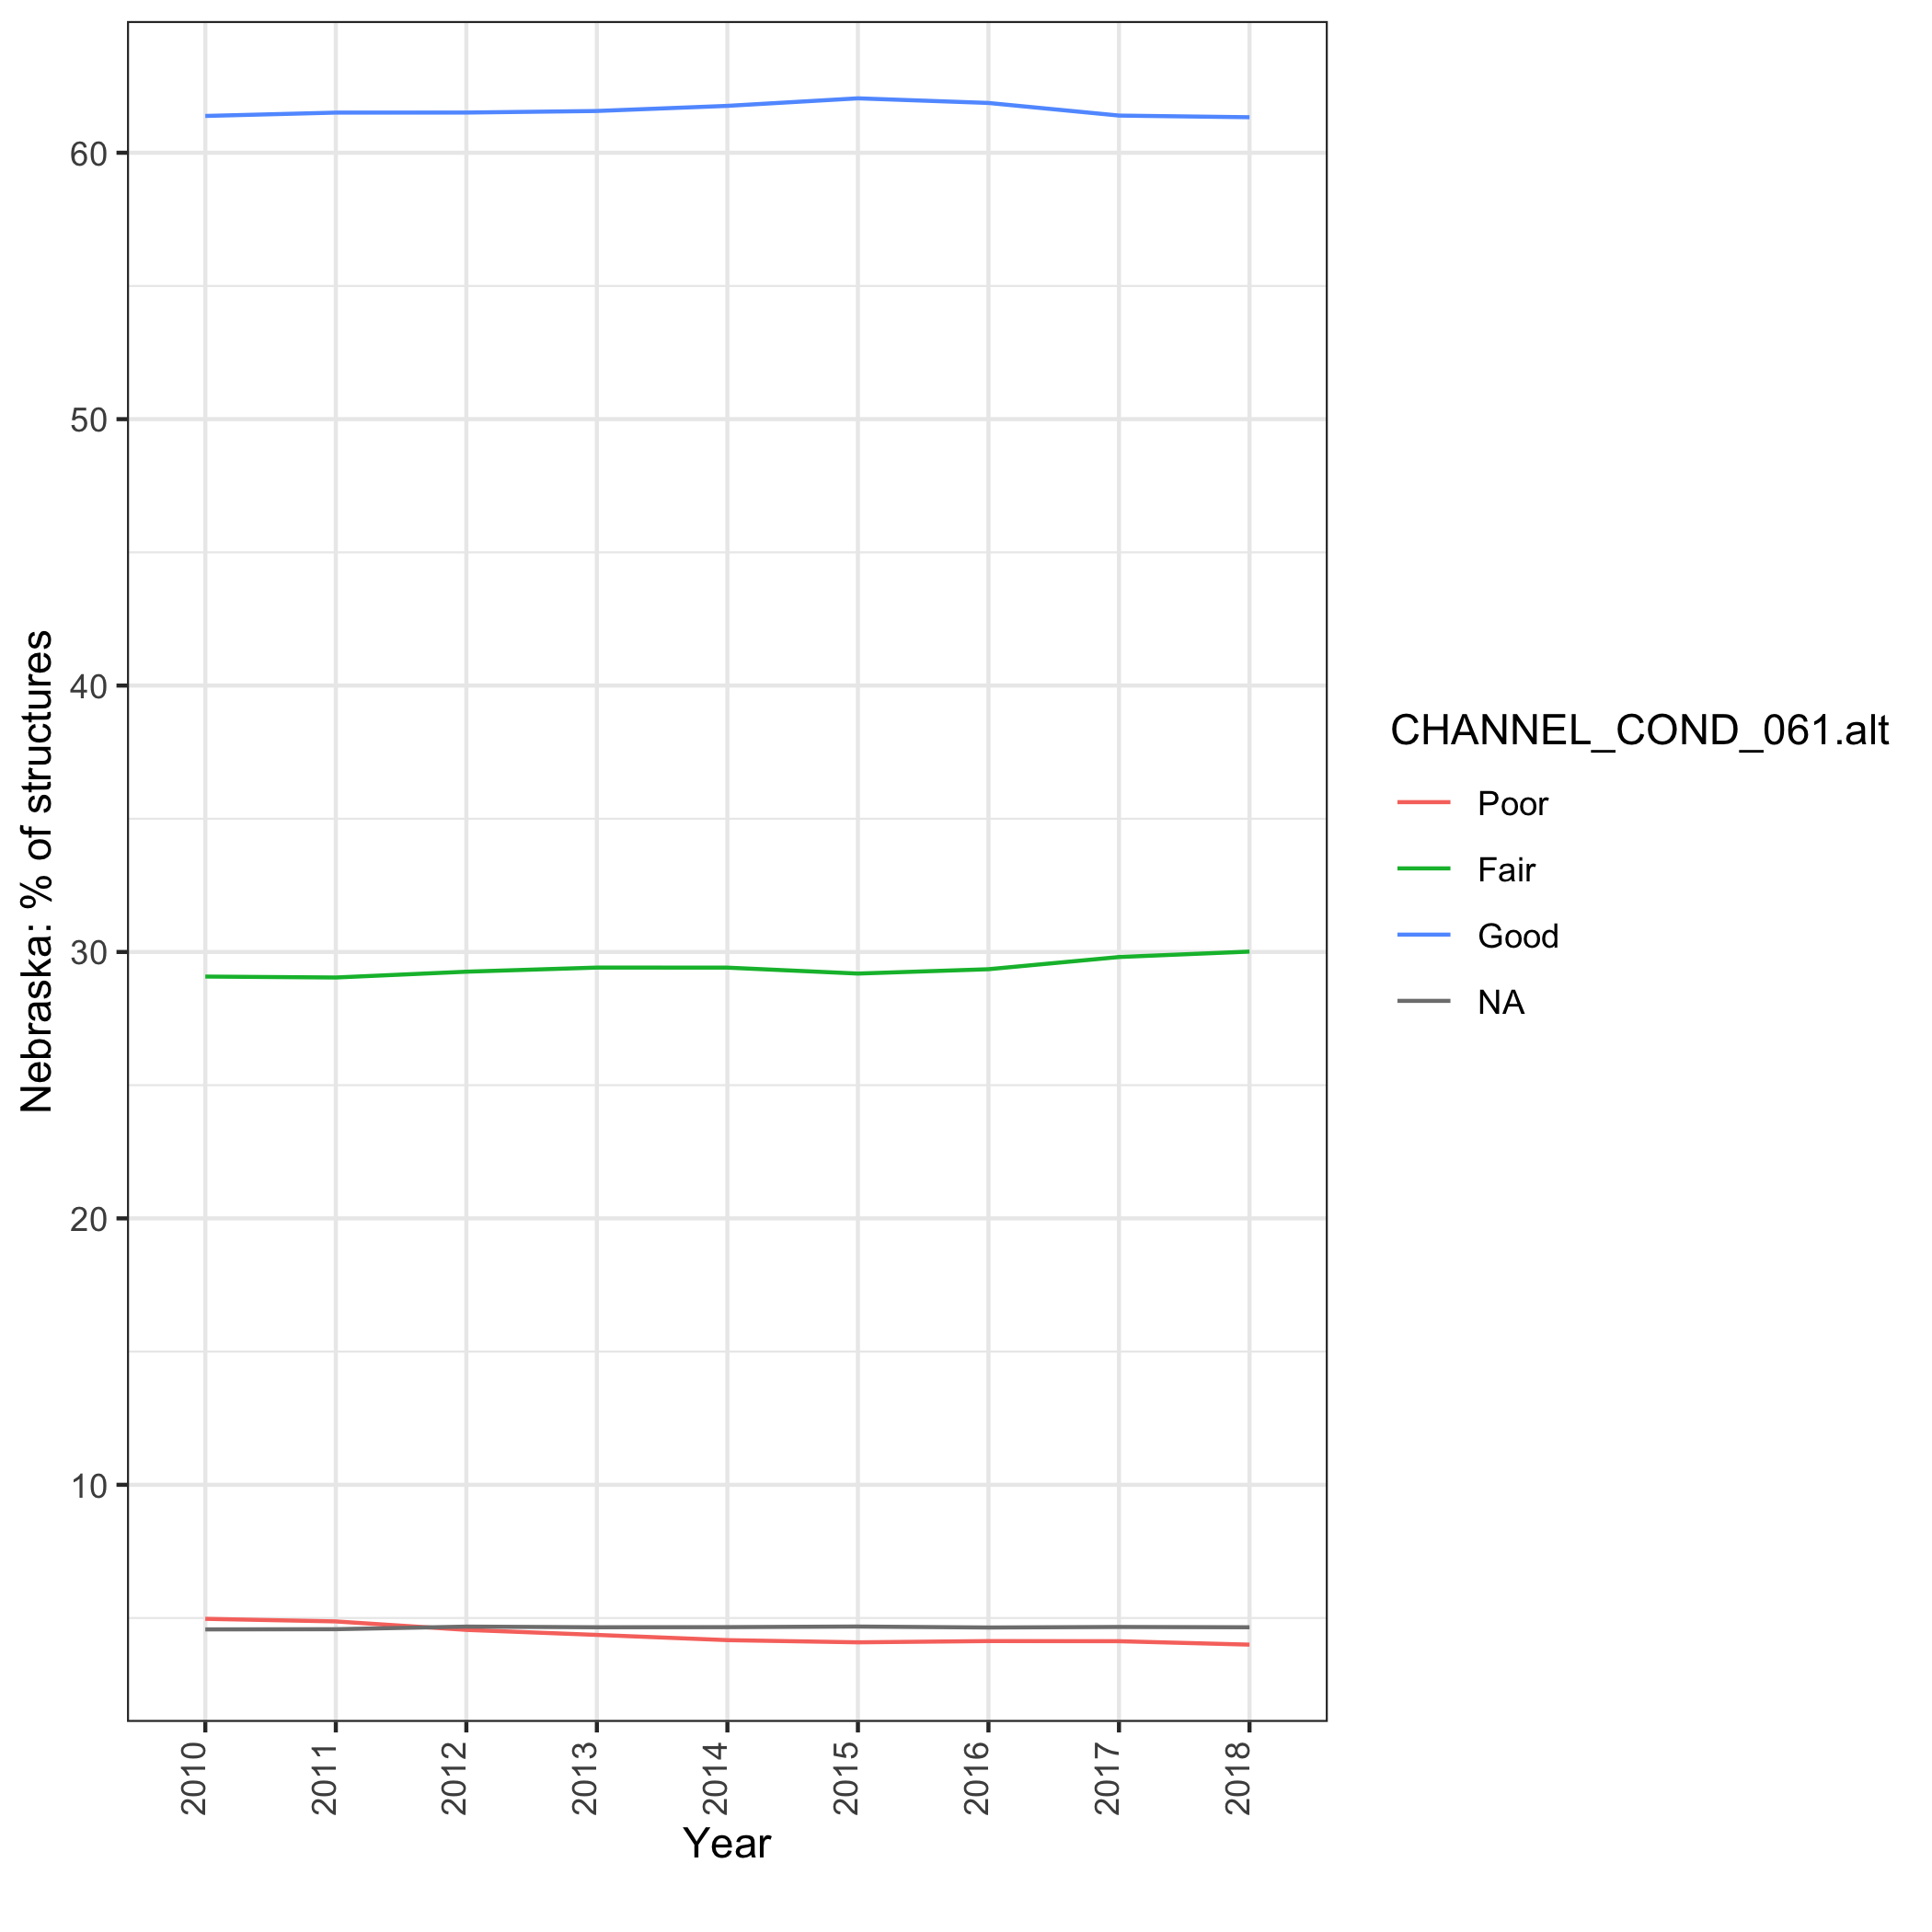 Nebraska: % of structures
60
50
40
30
20
10
2010
2011
2012
2013
2014
2015
2016
2017
2018
Year
CHANNEL_COND_061.alt
Poor
Fair
Good
NA